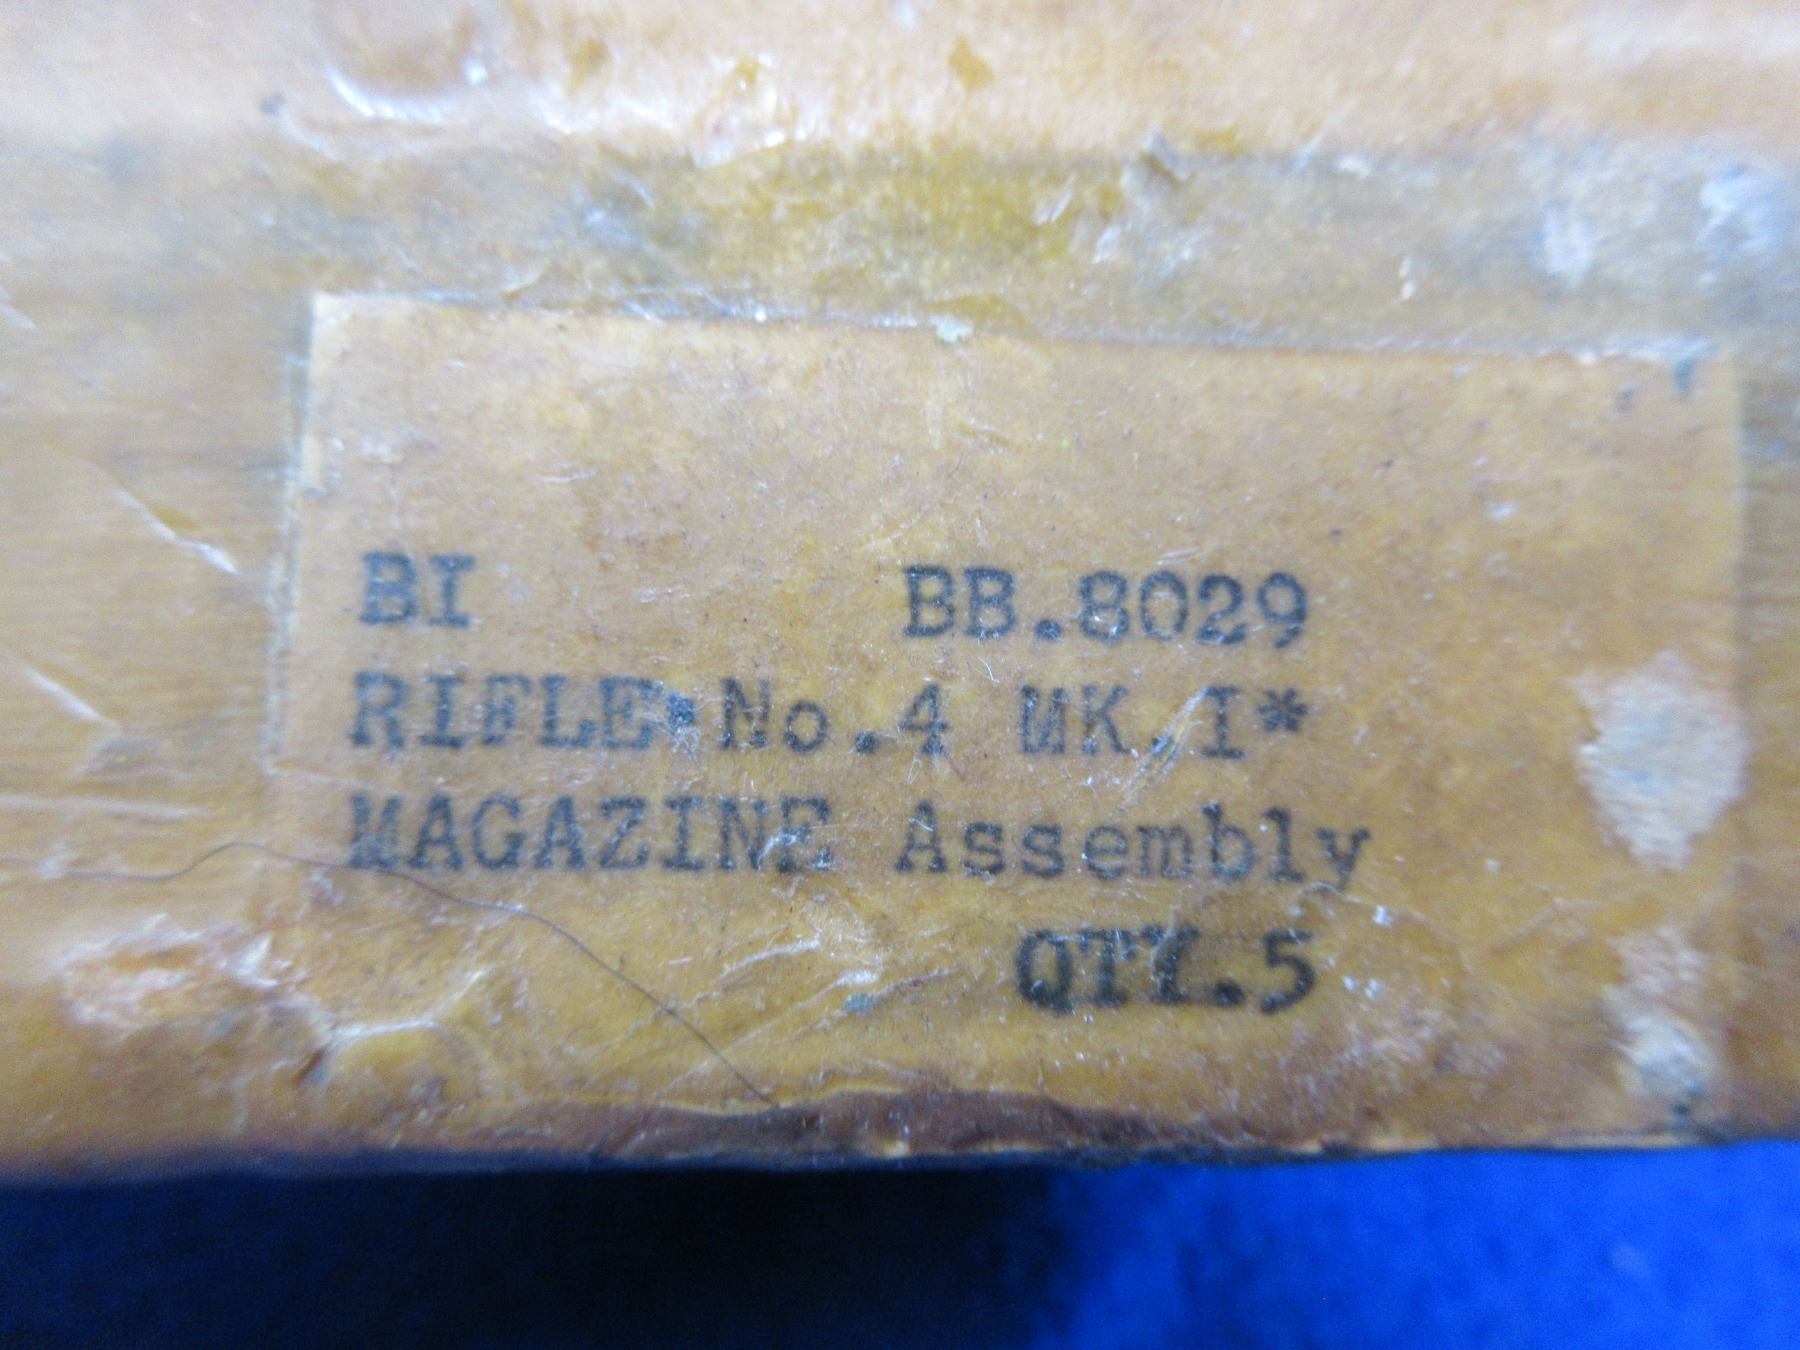 BI BB.8029
RIFLE No.4 MK.I*
MAGAZINE Assembly
QTY.5